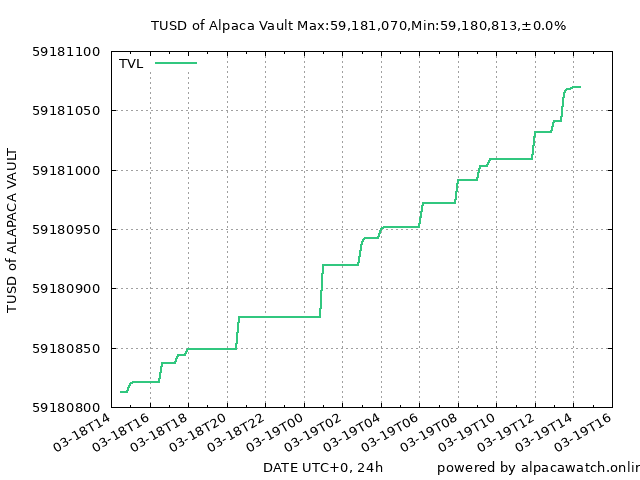 TUSD of Alpaca Vault Max:59,181,070,Min:59,180,813,±0.0%
TVL
59181100
59181050
59181000
59180950
59180900
59180850
59180800
TUSD of ALAPACA VAULT
03-18T14
03-18T16
03-18T18
03-18T20
03-18T22
03-19T00
03-19T02
03-19T04
03-19T06
03-19T08
03-19T10
03-19T12
03-19T14
03-19T16
DATE UTC+0, 24h
powered by alpacawatch.onlin